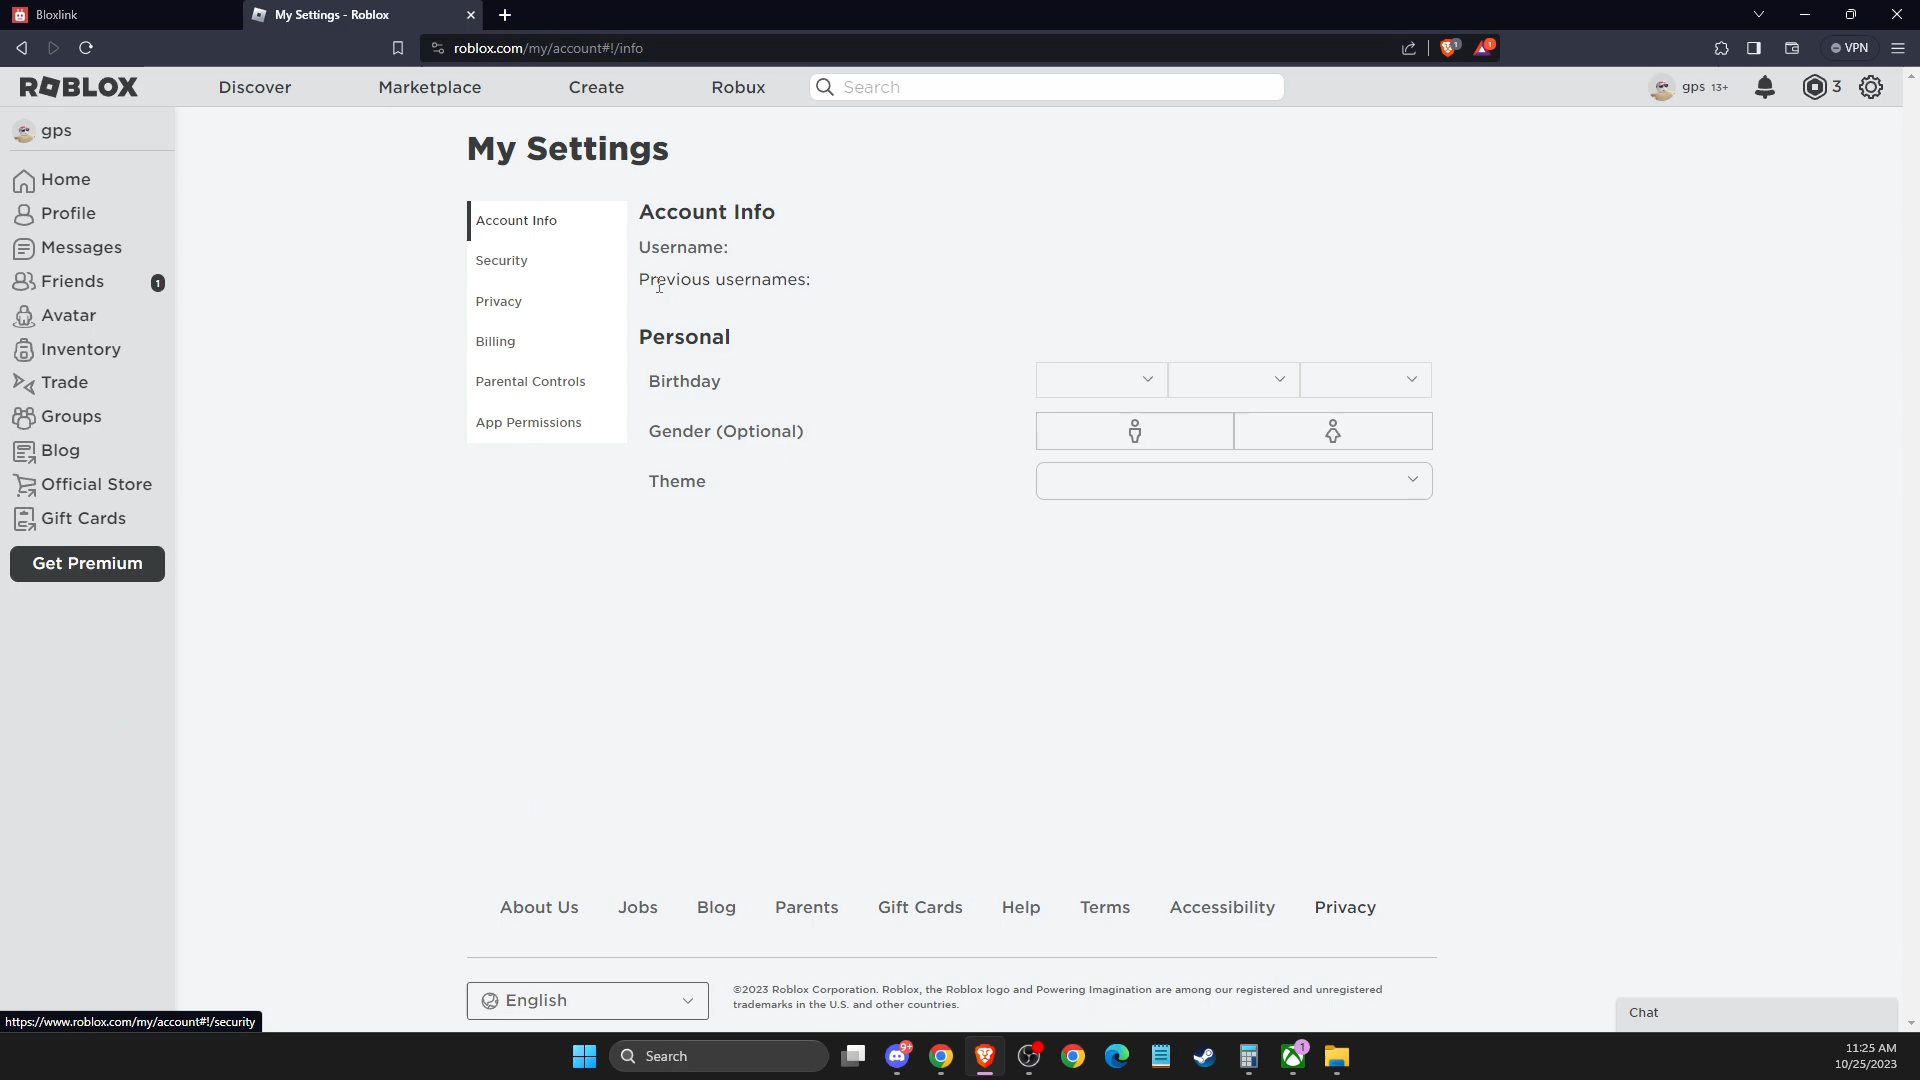 Bloxlink
My Settings - Roblox
roblox.com/my/account#!/info
1
1
VPN
ROBLOX
Discover
Marketplace
Create
Robux
Search
gps 13+
3
gps
Home
Profile
Messages
Friends 1
Avatar
Inventory
Trade
Groups
Blog
Official Store
Gift Cards
Get Premium
My Settings
Account Info
Security
Privacy
Billing
Parental Controls
App Permissions
Account Info
Username:
Previous usernames:
Personal
Birthday
Gender (Optional)
Theme
About Us
Jobs
Blog
Parents
Gift Cards
Help
Terms
Accessibility
Privacy
English
©2023 Roblox Corporation. Roblox, the Roblox logo and Powering Imagination are among our registered and unregistered
trademarks in the U.S. and other countries.
Chat
https://www.roblox.com/my/account#!/security
Search
9+
1
11:25 AM
10/25/2023